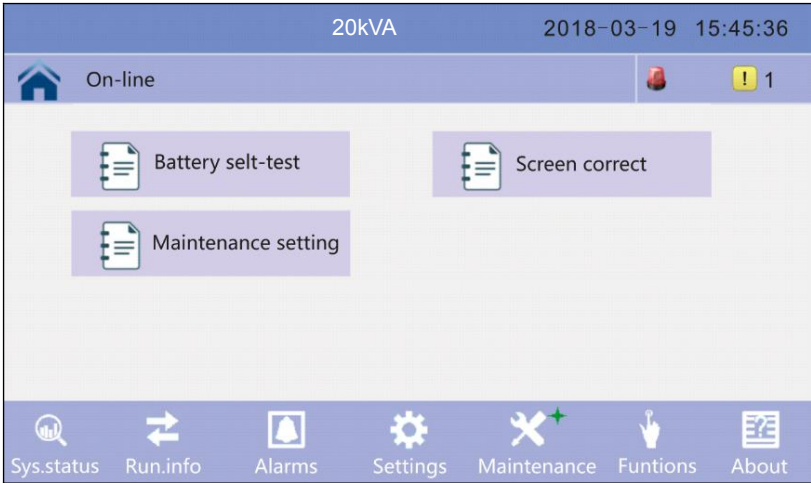 20kVA 2018-03-19 15:45:36
On-line ! 1
Battery selt-test Screen correct
Maintenance setting
Sys.status Run.info Alarms Settings Maintenance Funtions About